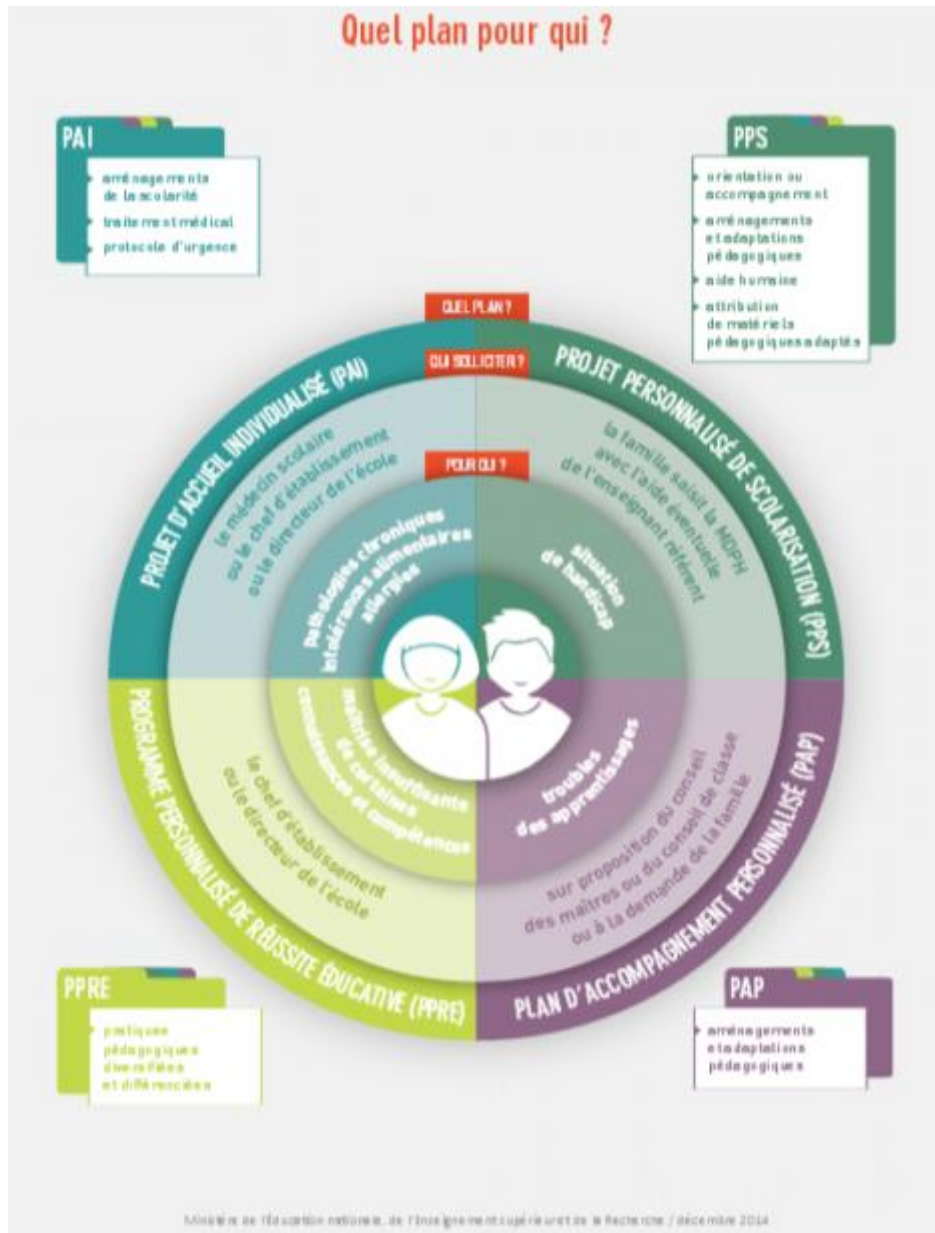 Quel plan pour qui ?
PAI
aménagements
de la scolarité
traitement médical
protocole d'urgence
PPS
orientation ou
accompagnement
aménagements
et adaptations
pédagogiques
aide humaine
attribution
de matériels
pédagogiques adaptés
QUEL PLAN ?
QUI SOLLICITER ?
POUR QUI ?
PROJET D'ACCUEIL INDIVIDUALISÉ (PAI)
le médecin scolaire
ou le chef d'établissement
ou le directeur de l'école
pathologies chroniques
intolérances alimentaires
allergies
PROJET PERSONNALISÉ DE SCOLARISATION (PPS)
la famille saisit la MDPH
avec l'aide éventuelle
de l'enseignant référent
situation
de handicap
PROGRAMME PERSONNALISÉ DE RÉUSSITE ÉDUCATIVE (PPRE)
le chef d'établissement
ou le directeur de l'école
maîtrise insuffisante
de certaines
connaissances et compétences
PLAN D'ACCOMPAGNEMENT PERSONNALISÉ (PAP)
sur proposition du conseil
des maîtres ou du conseil de classe
ou à la demande de la famille
troubles
des apprentissages
PPRE
pratiques
pédagogiques
diversifiées
et différenciées
PAP
aménagements
et adaptations
pédagogiques
Ministère de l'Éducation nationale, de l'Enseignement supérieur et de la Recherche / décembre 2014